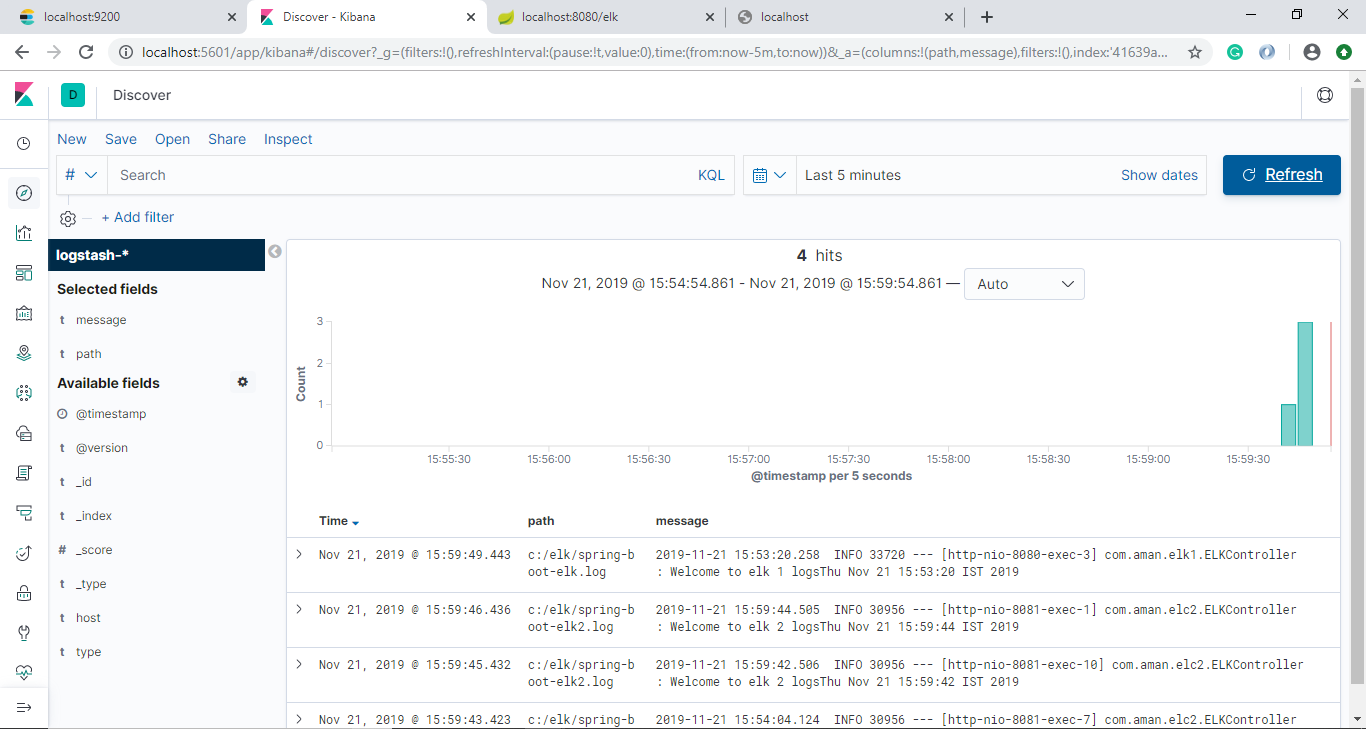 localhost:9200
Discover - Kibana
localhost:8080/elk
localhost
localhost:5601/app/kibana#/discover?_g=(filters:!(),refreshInterval:(pause:!t,value:0),time:(from:now-5m,to:now))&_a=(columns:!(path,message),filters:!(),index:'41639a...
D
Discover
New Save Open Share Inspect
# Search KQL Last 5 minutes Show dates Refresh
+ Add filter
logstash-*
Selected fields
t message
t path
Available fields
@timestamp
t @version
t _id
t _index
# _score
t _type
t host
t type
4 hits
Nov 21, 2019 @ 15:54:54.861 - Nov 21, 2019 @ 15:59:54.861 — Auto
3
2
1
0
Count
15:55:30 15:56:00 15:56:30 15:57:00 15:57:30 15:58:00 15:58:30 15:59:00 15:59:30
@timestamp per 5 seconds
Time path message
Nov 21, 2019 @ 15:59:49.443 c:/elk/spring-b 2019-11-21 15:53:20.258 INFO 33720 --- [http-nio-8080-exec-3] com.aman.elk1.ELKController
oot-elk.log : Welcome to elk 1 logsThu Nov 21 15:53:20 IST 2019
Nov 21, 2019 @ 15:59:46.436 c:/elk/spring-b 2019-11-21 15:59:44.505 INFO 30956 --- [http-nio-8081-exec-1] com.aman.elc2.ELKController
oot-elk2.log : Welcome to elk 2 logsThu Nov 21 15:59:44 IST 2019
Nov 21, 2019 @ 15:59:45.432 c:/elk/spring-b 2019-11-21 15:59:42.506 INFO 30956 --- [http-nio-8081-exec-10] com.aman.elc2.ELKController
oot-elk2.log : Welcome to elk 2 logsThu Nov 21 15:59:42 IST 2019
Nov 21, 2019 @ 15:59:43.423 c:/elk/spring-b 2019-11-21 15:54:04.124 INFO 30956 --- [http-nio-8081-exec-7] com.aman.elc2.ELKController